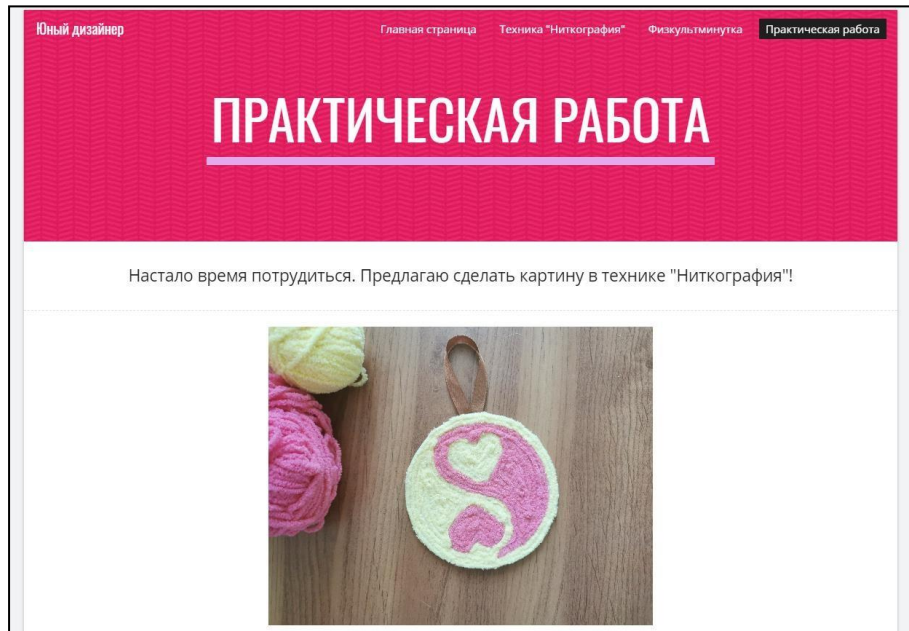 Юный дизайнер
Главная страница Техника "Ниткография" Физкультминутка Практическая работа
ПРАКТИЧЕСКАЯ РАБОТА
Настало время потрудиться. Предлагаю сделать картину в технике "Ниткография"!